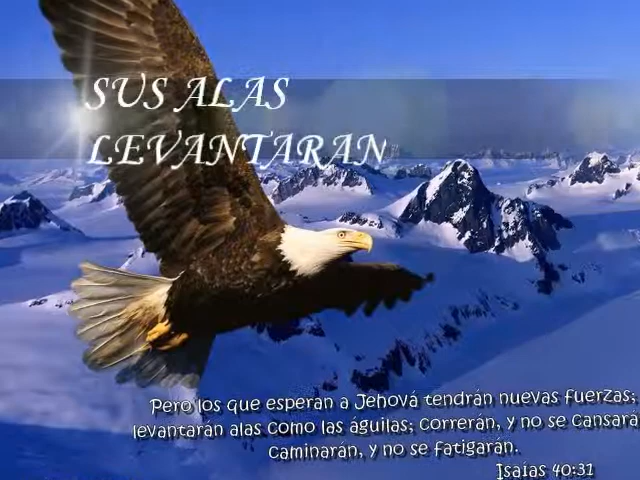 SUS ALAS
LEVANTARAN
Pero los que esperan a Jehová tendrán nuevas fuerzas;
levantarán alas como las águilas; correrán, y no se cansará
caminarán, y no se fatigarán.
Isaías 40:31